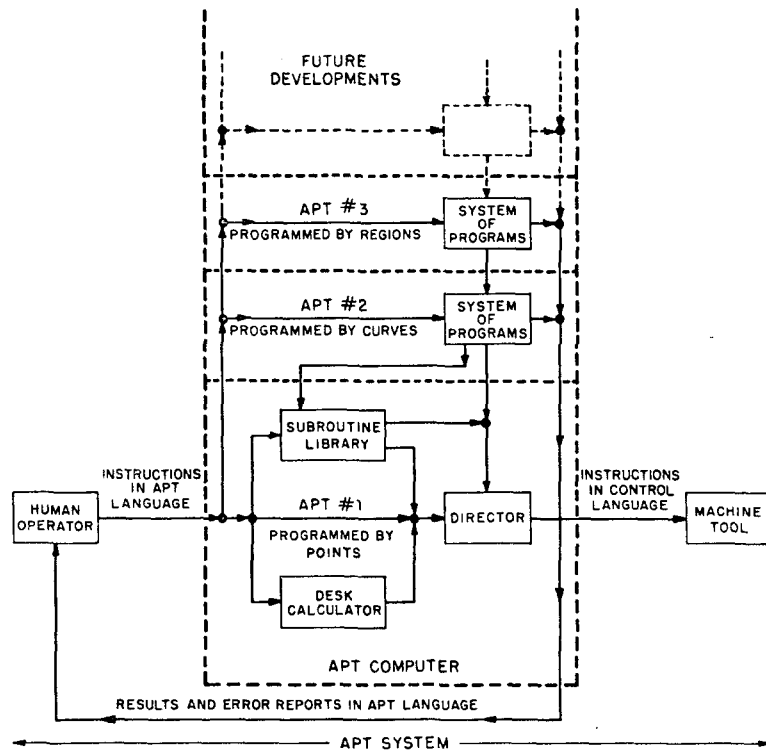 FUTURE
DEVELOPMENTS
APT #3
PROGRAMMED BY REGIONS
SYSTEM
OF
PROGRAMS
APT #2
PROGRAMMED BY CURVES
SYSTEM
OF
PROGRAMS
SUBROUTINE
LIBRARY
INSTRUCTIONS
IN APT
LANGUAGE
HUMAN
OPERATOR
APT #1
PROGRAMMED BY
POINTS
DIRECTOR
INSTRUCTIONS
IN CONTROL
LANGUAGE
MACHINE
TOOL
DESK
CALCULATOR
APT COMPUTER
RESULTS AND ERROR REPORTS IN APT LANGUAGE
APT SYSTEM